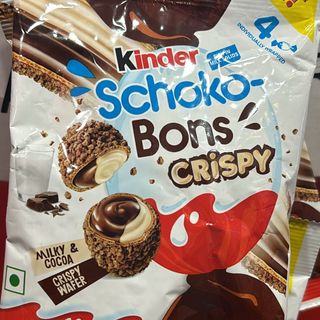 4
INDIVIDUALLY WRAPPED
Kinder
Schoko-
Bons
CRISPY
MILKY &
COCOA
CRISPY
WAFER